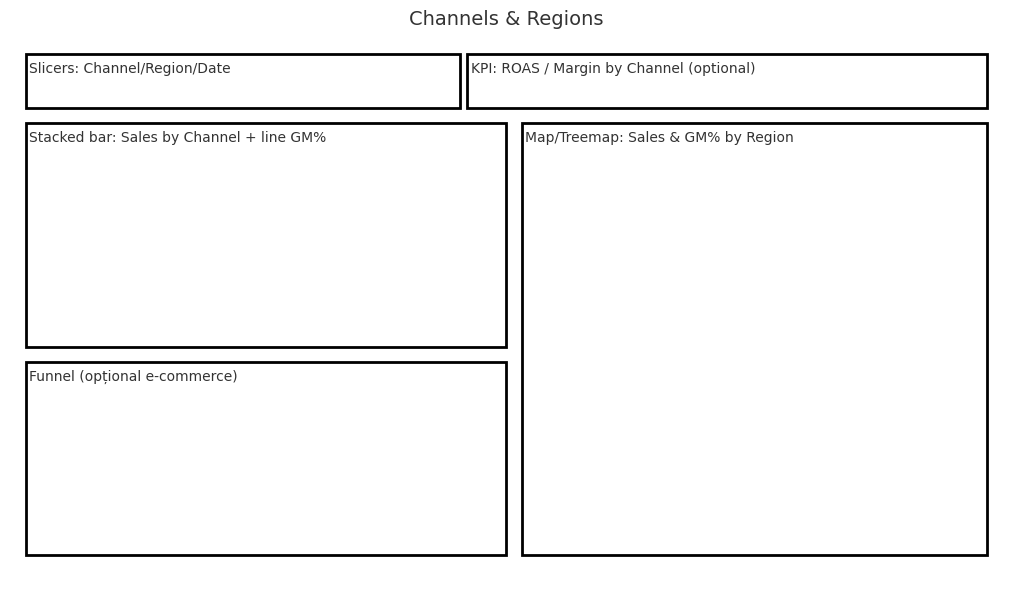 Channels & Regions
Slicers: Channel/Region/Date
KPI: ROAS / Margin by Channel (optional)
Stacked bar: Sales by Channel + line GM%
Map/Treemap: Sales & GM% by Region
Funnel (opțional e-commerce)